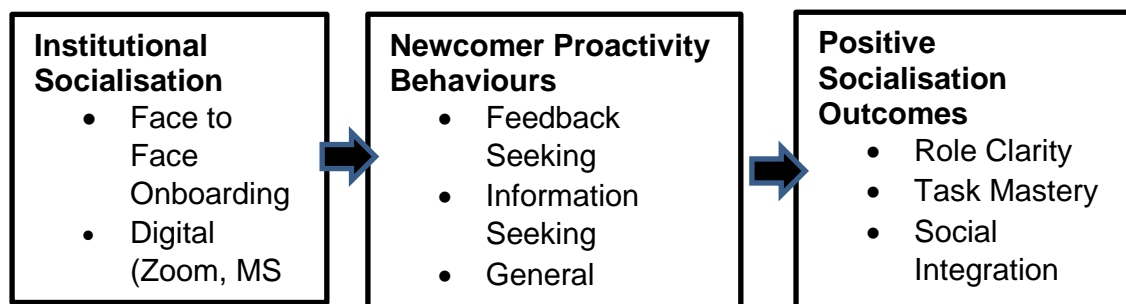 Institutional
Socialisation
• Face to
Face
Onboarding
• Digital
(Zoom, MS
Newcomer Proactivity
Behaviours
• Feedback
Seeking
• Information
Seeking
• General
Positive
Socialisation
Outcomes
• Role Clarity
• Task Mastery
• Social
Integration